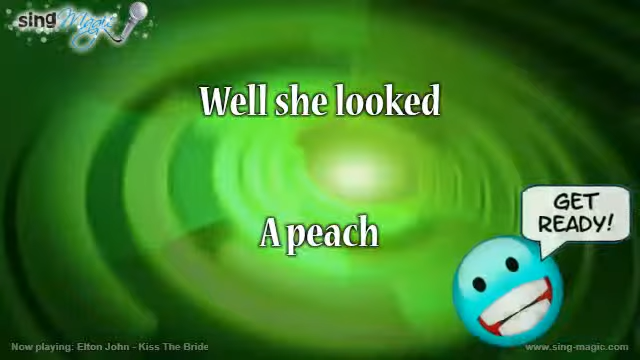 sing Magic
Well she looked
A peach
GET
READY!
Now playing: Elton John - Kiss The Bride
www.sing-magic.com